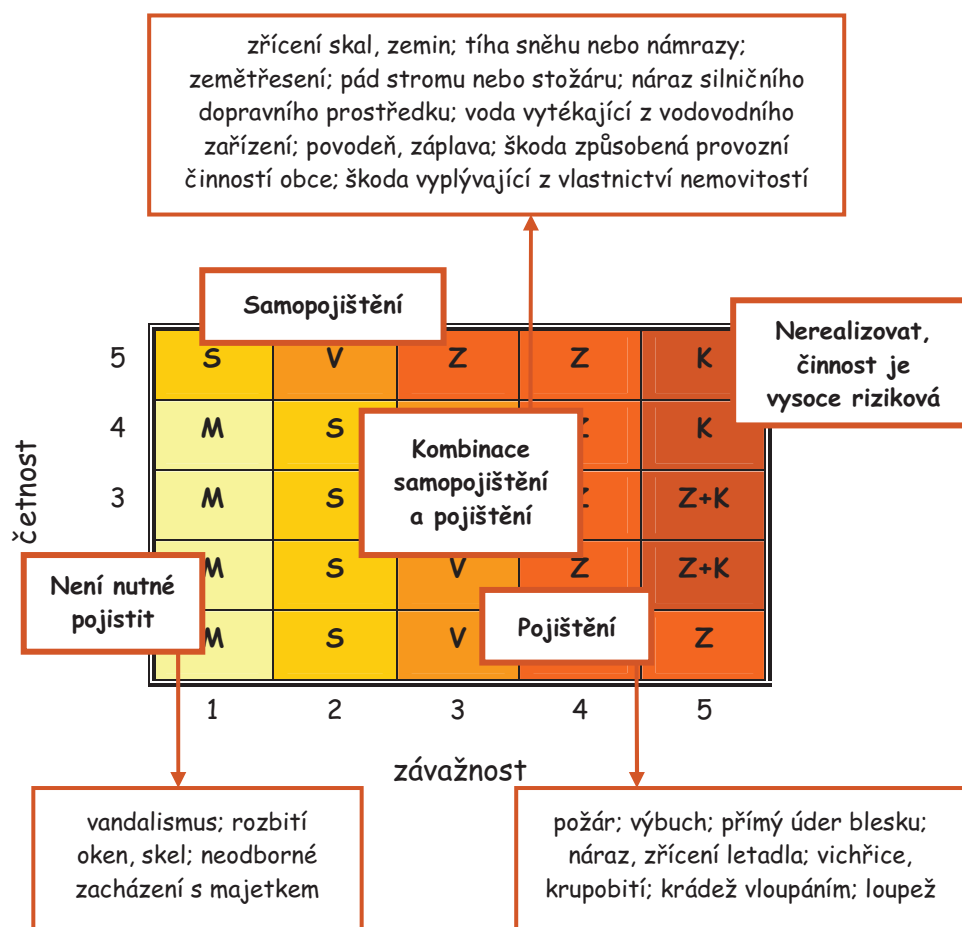 zřícení skal, zemin; tíha sněhu nebo námrazy;
zemětřesení; pád stromu nebo stožáru; náraz silničního
dopravního prostředku; voda vytékající z vodovodního
zařízení; povodeň, záplava; škoda způsobená provozní
činností obce; škoda vyplývající z vlastnictví nemovitostí
Samopojištění
Nerealizovat,
činnost je
vysoce riziková
5 S V Z Z K
4 M S Z K
Kombinace
samopojištění
a pojištění
3 M S Z Z+K
četnost
M S V Z Z+K
Není nutné
pojistit
Pojištění
M S V Z
1 2 3 4 5
závažnost
vandalismus; rozbití
oken, skel; neodborné
zacházení s majetkem
požár; výbuch; přímý úder blesku;
náraz, zřícení letadla; vichřice,
krupobití; krádež vloupáním; loupež